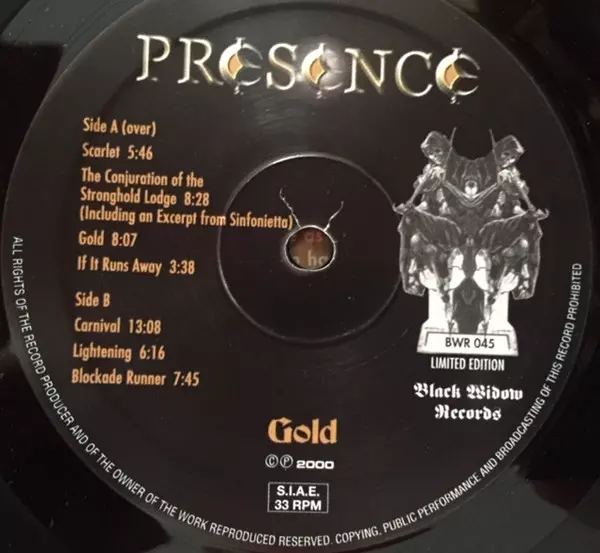 PRESENCE
Side A (over)
Scarlet 5:46
The Conjuration of the
Stronghold Lodge 8:28
(Including an Excerpt from Sinfonietta)
Gold 8:07
If It Runs Away 3:38
Side B
Carnival 13:08
Lightening 6:16
Blockade Runner 7:45
BWR 045
LIMITED EDITION
Black Widow
Records
Gold
© ℗ 2000
S.I.A.E.
33 RPM
ALL RIGHTS OF THE RECORD PRODUCER AND OF THE OWNER OF THE WORK REPRODUCED RESERVED. COPYING, PUBLIC PERFORMANCE AND BROADCASTING OF THIS RECORD PROHIBITED